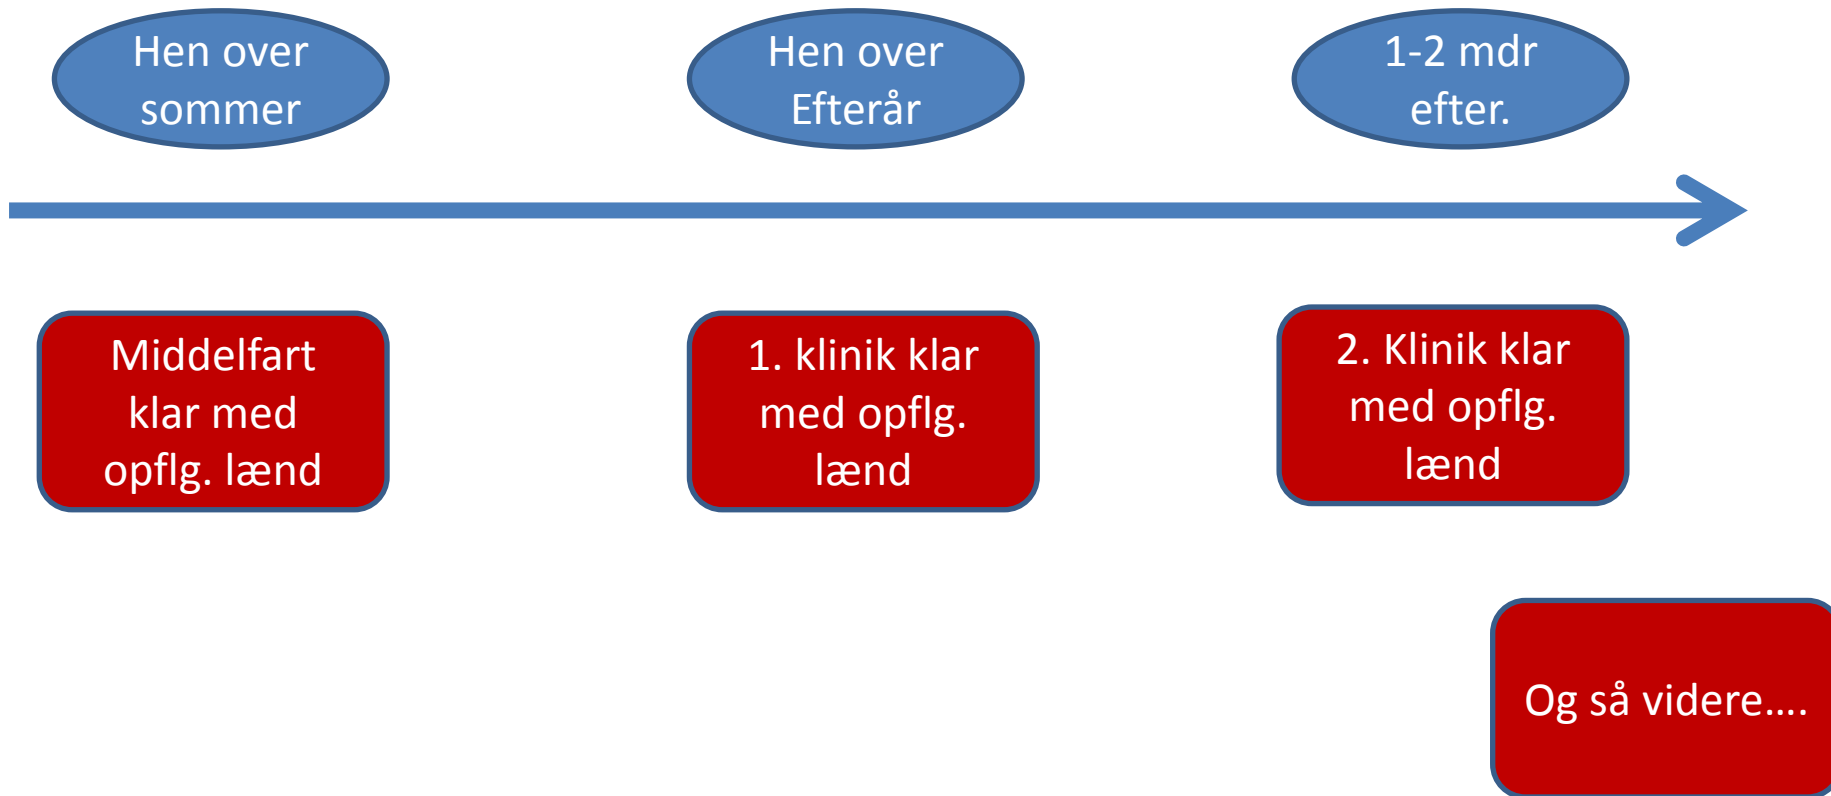 Hen over
sommer
Hen over
Efterår
1-2 mdr
efter.
Middelfart
klar med
opflg. lænd
1. klinik klar
med opflg.
lænd
2. Klinik klar
med opflg.
lænd
Og så videre....